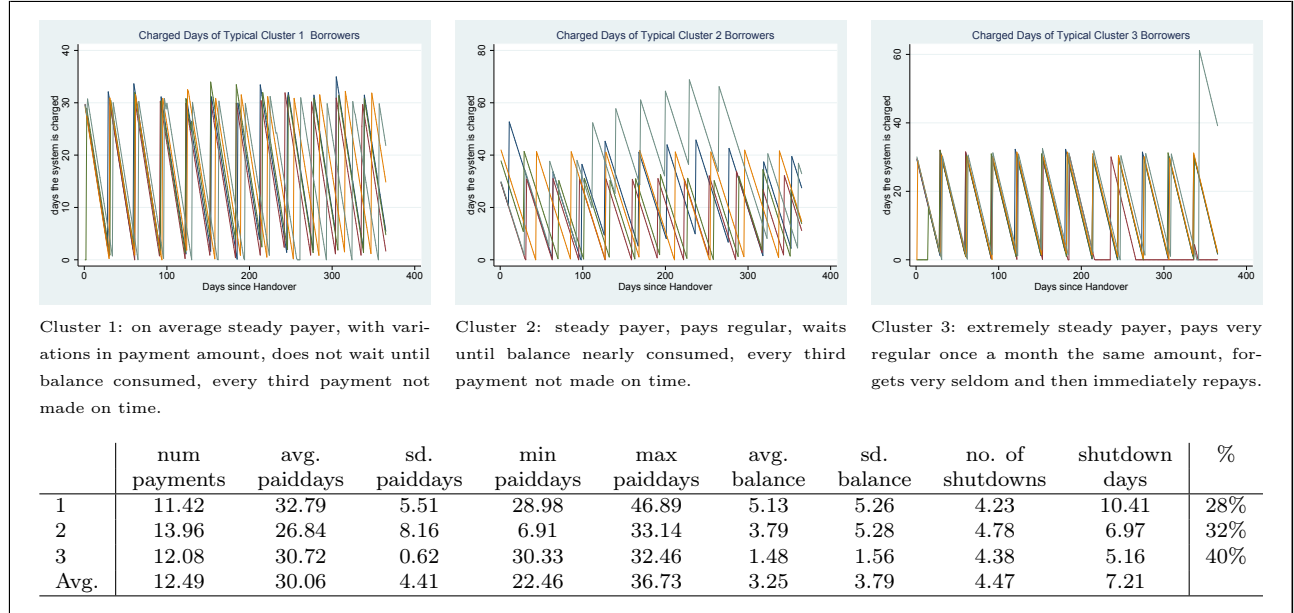 Charged Days of Typical Cluster 1 Borrowers
days the system is charged
40
30
20
10
0
0 100 200 300 400
Days since Handover
Charged Days of Typical Cluster 2 Borrowers
days the system is charged
80
60
40
20
0
0 100 200 300 400
Days since Handover
Charged Days of Typical Cluster 3 Borrowers
days the system is charged
60
40
20
0
0 100 200 300 400
Days since Handover
Cluster 1: on average steady payer, with vari-
ations in payment amount, does not wait until
balance consumed, every third payment not
made on time.
Cluster 2: steady payer, pays regular, waits
until balance nearly consumed, every third
payment not made on time.
Cluster 3: extremely steady payer, pays very
regular once a month the same amount, for-
gets very seldom and then immediately repays.
num avg. sd. min max avg. sd. no. of shutdown %
payments paiddays paiddays paiddays paiddays balance balance shutdowns days
1 11.42 32.79 5.51 28.98 46.89 5.13 5.26 4.23 10.41 28%
2 13.96 26.84 8.16 6.91 33.14 3.79 5.28 4.78 6.97 32%
3 12.08 30.72 0.62 30.33 32.46 1.48 1.56 4.38 5.16 40%
Avg. 12.49 30.06 4.41 22.46 36.73 3.25 3.79 4.47 7.21